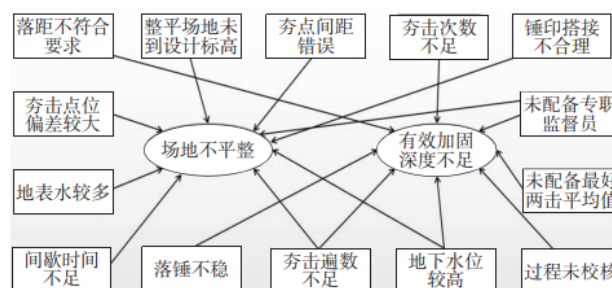 落距不符合
要求
整平场地未
到设计标高
夯点间距
错误
夯击次数
不足
锤印搭接
不合理
夯击点位
偏差较大
场地不平整
有效加固
深度不足
未配备专职
监督员
地表水较多
未配备最好
两击平均值
间歇时间
不足
落锤不稳
夯击遍数
不足
地下水位
较高
过程未校核